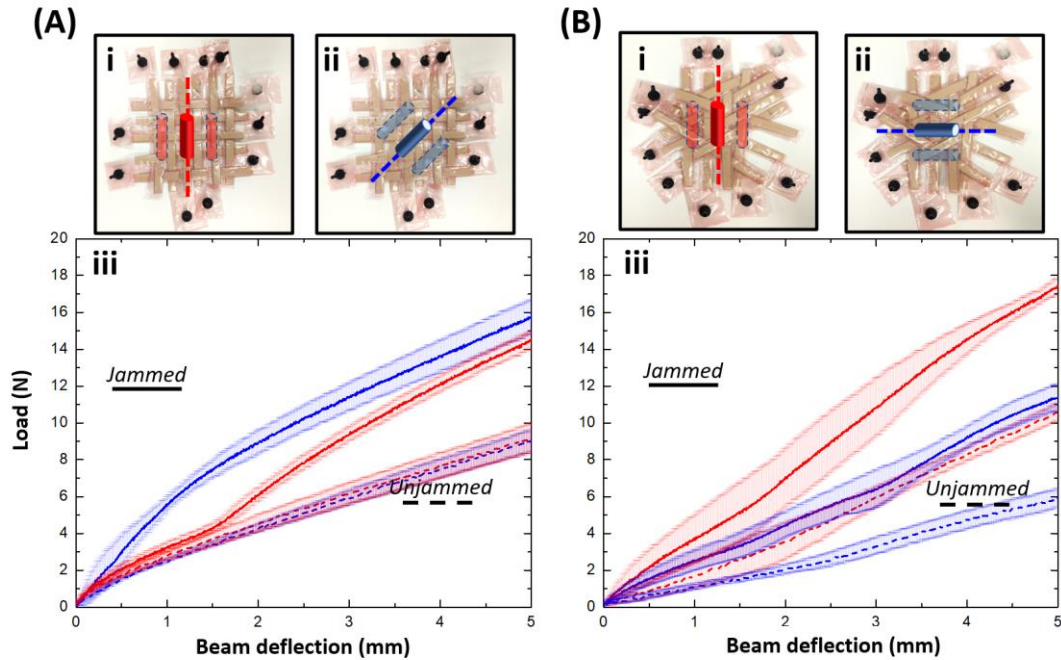 (A)
i
ii
(B)
i
ii
iii
20
18
16
14
12
10
8
6
4
2
0
Jammed
Unjammed
0 1 2 3 4 5
Load (N)
Beam deflection (mm)
iii
20
18
16
14
12
10
8
6
4
2
0
Jammed
Unjammed
0 1 2 3 4 5
Beam deflection (mm)